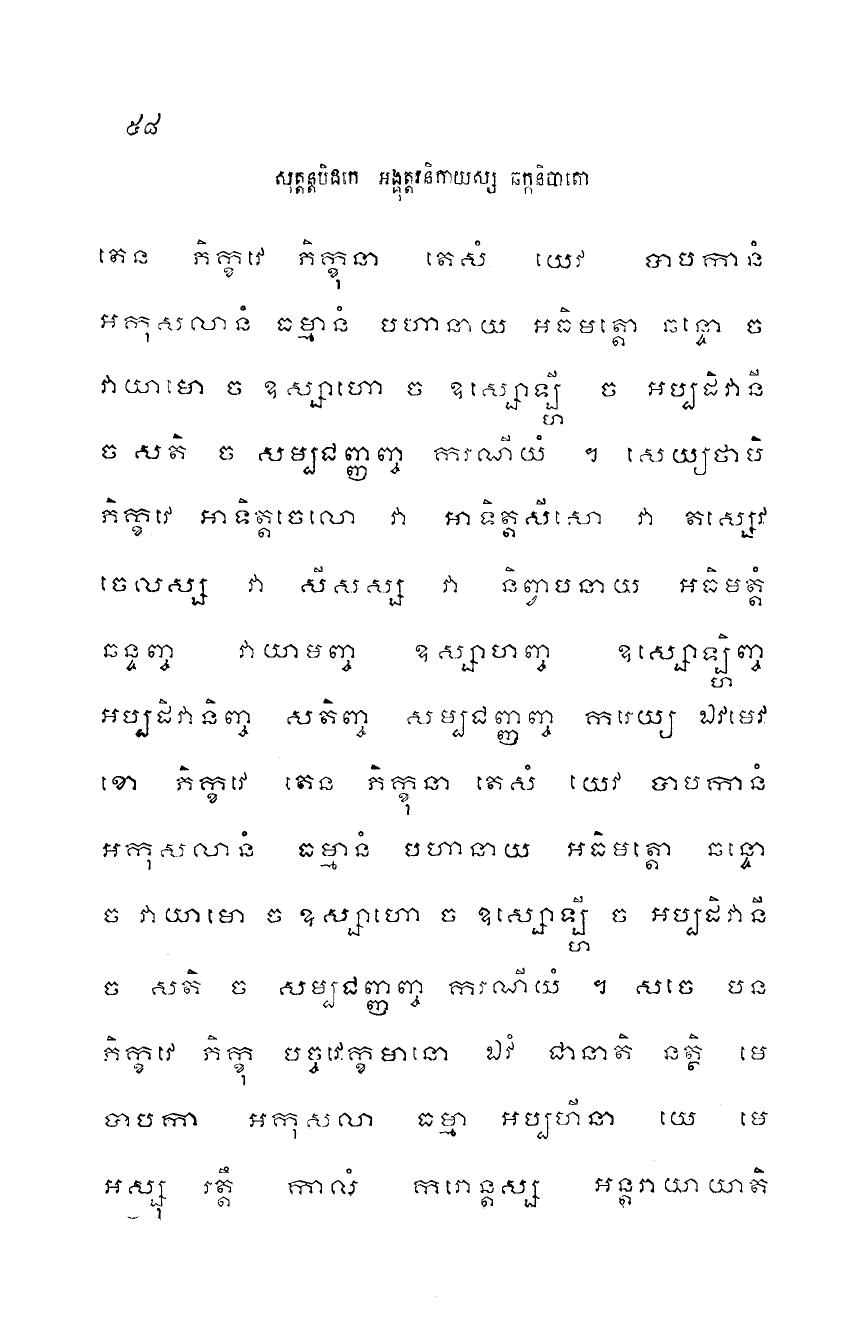 ៥៨
សុត្តន្តបិដកេ អង្គុត្តរនិកាយស្ស ឆក្កនិបាតោ
តេន ភិក្ខវេ ភិក្ខុនា តេសំ យេវ បាបកានំ
អកុសលានំ ធម្មានំ បហានាយ អធិមត្តោ ឆន្ទោ ច
វាយាមោ ច ឧស្សាហោ ច ឧស្សោឡ្ហី ច អប្បដិវានី
ច សតិ ច សម្បជញ្ញញ្ច ករណីយំ ។ សេយ្យថាបិ
ភិក្ខវេ អាទិត្តចេលោ វា អាទិត្តសីសោ វា តស្សេវ
ចេលស្ស វា សីសស្ស វា និព្វាបនាយ អធិមត្តំ
ឆន្ទញ្ច វាយាមញ្ច ឧស្សាហញ្ច ឧស្សោឡ្ហិញ្ច
អប្បដិវានិញ្ច សតិញ្ច សម្បជញ្ញញ្ច ករេយ្យ ឯវមេវ
ខោ ភិក្ខវេ តេន ភិក្ខុនា តេសំ យេវ បាបកានំ
អកុសលានំ ធម្មានំ បហានាយ អធិមត្តោ ឆន្ទោ
ច វាយាមោ ច ឧស្សាហោ ច ឧស្សោឡ្ហី ច អប្បដិវានី
ច សតិ ច សម្បជញ្ញញ្ច ករណីយំ ។ សចេ បន
ភិក្ខវេ ភិក្ខុ បច្ចវេក្ខមានោ ឯវំ ជានាតិ នត្ថិ មេ
បាបកា អកុសលា ធម្មា អប្បហីនា យេ មេ
អស្សុ រត្តឹ កាលំ ករោន្តស្ស អន្តរាយាយាតិ